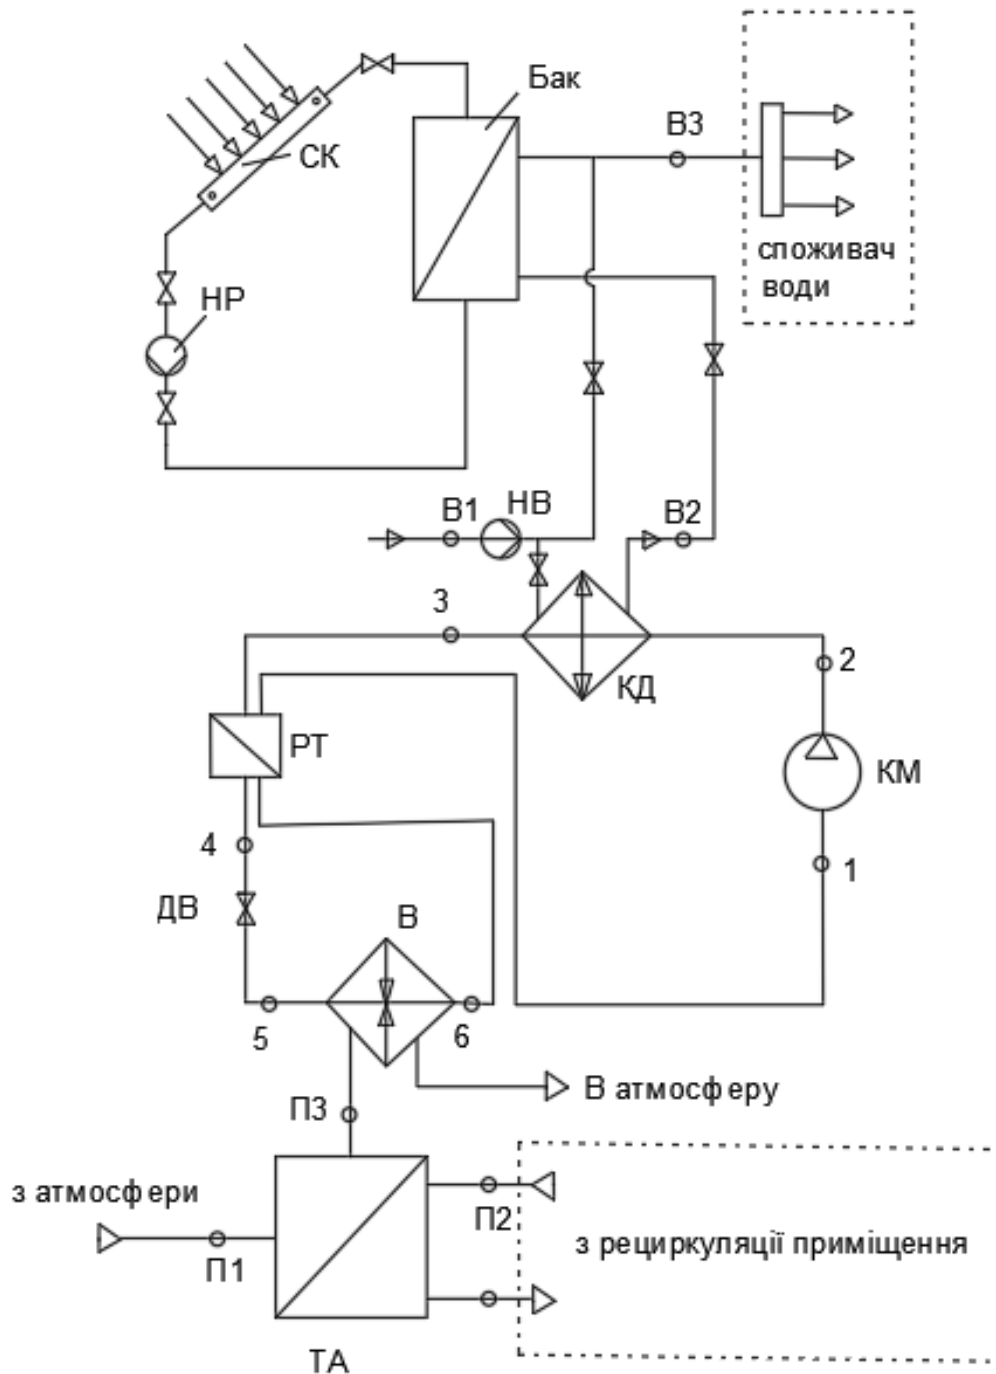 Бак
В3
СК
споживач
води
НР
В1
НВ
В2
3
2
КД
РТ
КМ
4
1
ДВ
В
5
6
В атмосферу
П3
з атмосфери
П2
з рециркуляції приміщення
П1
ТА